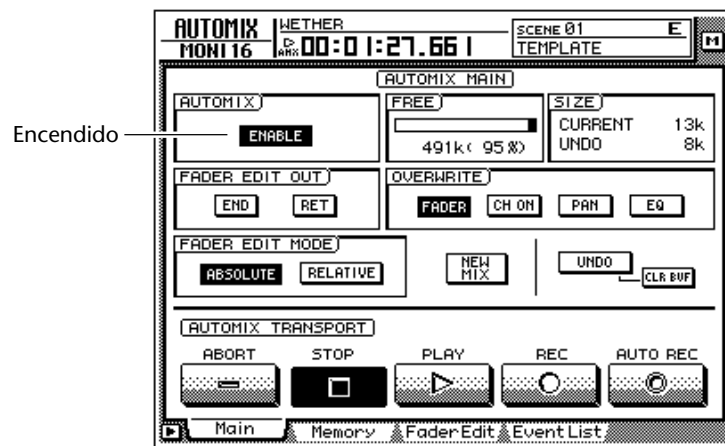 AUTOMIX WETHER SCENE 01 E
MONI 16 AMX 00:01:27.661 TEMPLATE M
AUTOMIX MAIN
AUTOMIX FREE SIZE
Encendido ENABLE CURRENT 13k
491k( 95%) UNDO 8k
FADER EDIT OUT OVERWRITE
END RET FADER CH ON PAN EQ
FADER EDIT MODE
ABSOLUTE RELATIVE NEW MIX UNDO CLR BUF
AUTOMIX TRANSPORT
ABORT STOP PLAY REC AUTO REC
Main Memory Fader Edit Event List